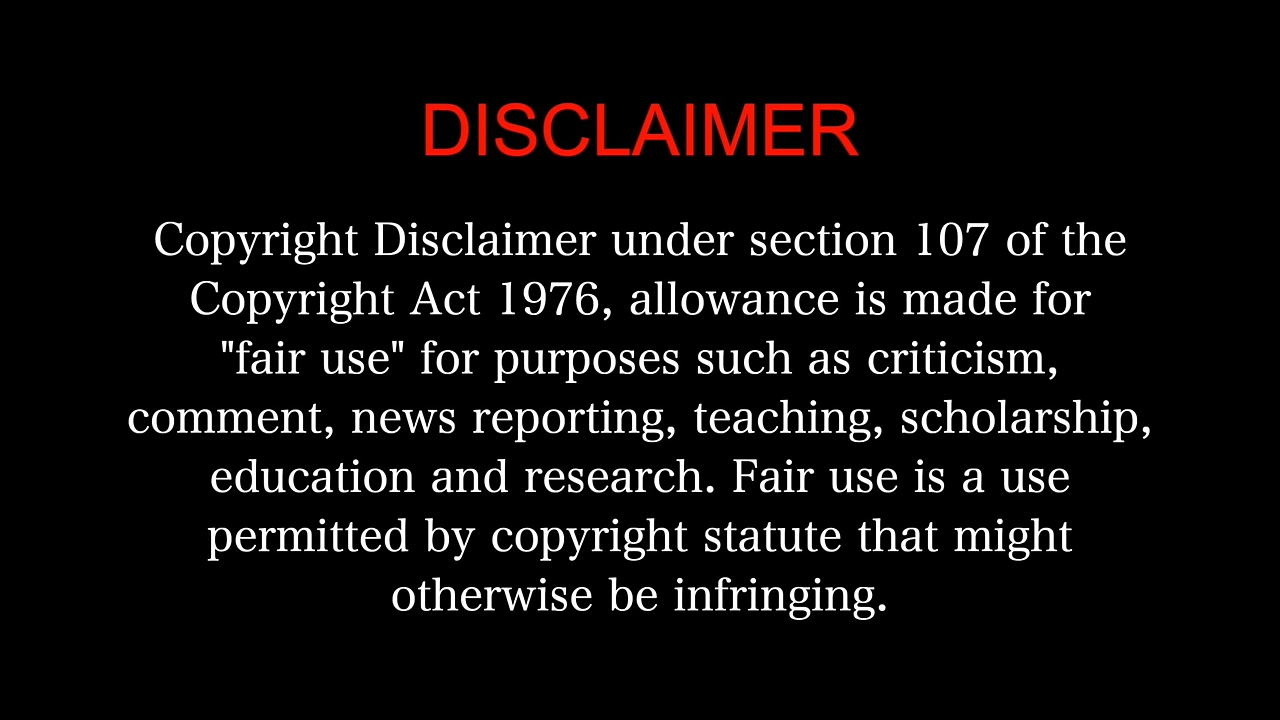 DISCLAIMER
Copyright Disclaimer under section 107 of the
Copyright Act 1976, allowance is made for
"fair use" for purposes such as criticism,
comment, news reporting, teaching, scholarship,
education and research. Fair use is a use
permitted by copyright statute that might
otherwise be infringing.